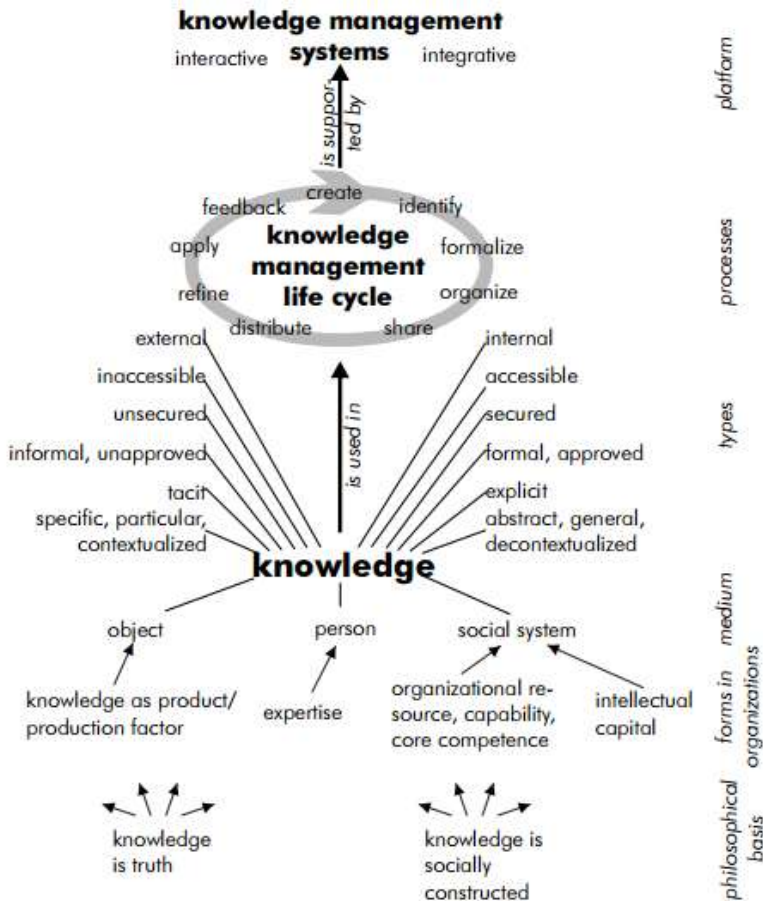 knowledge management
systems
interactive
integrative
platform
is suppor-
ted by
create
feedback
identify
apply
knowledge
management
life cycle
formalize
refine
organize
distribute
share
processes
external
internal
inaccessible
accessible
unsecured
secured
is used in
types
informal, unapproved
formal, approved
tacit
explicit
specific, particular,
contextualized
abstract, general,
decontextualized
knowledge
object
person
social system
medium
knowledge as product/
production factor
expertise
organizational re-
source, capability,
core competence
intellectual
capital
forms in
organizations
knowledge
is truth
knowledge is
socially
constructed
philosophical
basis